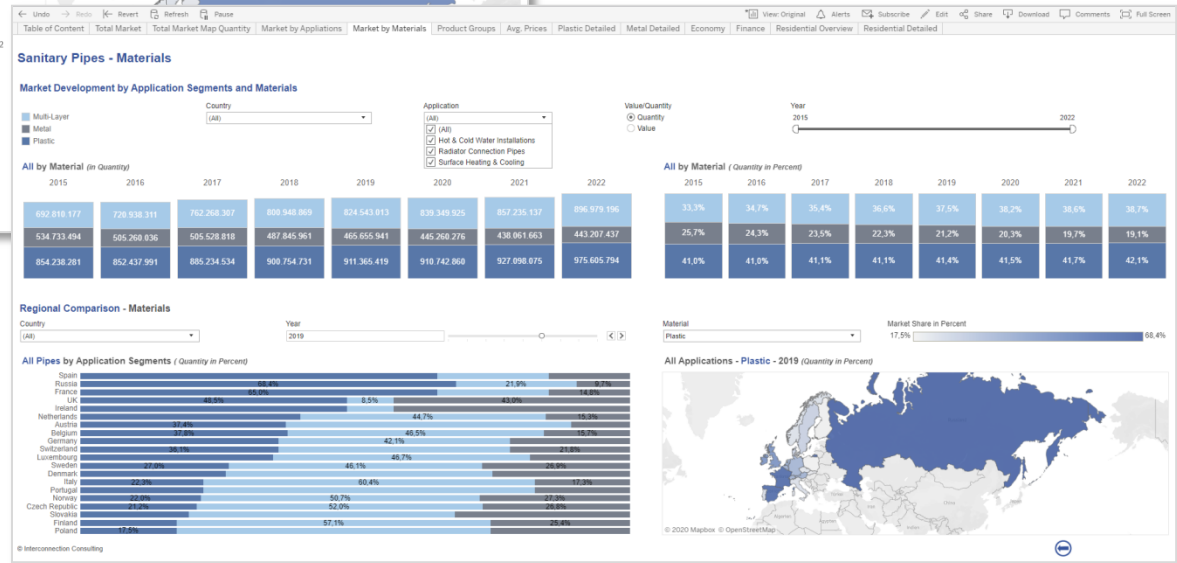 Undo Redo Revert Refresh Pause View: Original Alerts Subscribe Edit Share Download Comments Full Screen
Table of Content Total Market Total Market Map Quantity Market by Appliations Market by Materials Product Groups Avg. Prices Plastic Detailed Metal Detailed Economy Finance Residential Overview Residential Detailed
Sanitary Pipes - Materials
Market Development by Application Segments and Materials
Multi-Layer
Metal
Plastic
Country
(All)
Application
(All)
(All)
Hot & Cold Water Installations
Radiator Connection Pipes
Surface Heating & Cooling
Value/Quantity
Quantity
Value
Year
2015 2022
All by Material (in Quantity)
2015 2016 2017 2018 2019 2020 2021 2022
692.810.177 720.938.311 762.268.307 800.948.069 824.543.013 839.349.925 857.235.137 896.979.196
534.733.494 505.260.036 505.528.818 487.845.961 465.655.941 445.260.276 438.061.663 443.207.437
854.238.281 852.437.991 885.234.534 900.754.731 911.365.419 910.742.860 927.098.075 975.605.794
All by Material ( Quantity in Percent)
2015 2016 2017 2018 2019 2020 2021 2022
33,3% 34,7% 35,4% 36,6% 37,5% 38,2% 38,6% 38,7%
25,7% 24,3% 23,5% 22,3% 21,2% 20,3% 19,7% 19,1%
41,0% 41,0% 41,1% 41,1% 41,4% 41,5% 41,7% 42,1%
Regional Comparison - Materials
Country
(All)
Year
2019
Material
Plastic
Market Share in Percent
17,5% 68,4%
All Pipes by Application Segments ( Quantity in Percent)
Spain
Russia 68,4% 21,9% 9,7%
France 65,0% 14,8%
UK 48,5% 8,5% 43,0%
Ireland
Netherlands 44,7% 15,3%
Austria 37,4%
Belgium 37,8% 46,5% 15,7%
Germany 42,1%
Switzerland 36,1% 21,8%
Luxembourg 46,7%
Sweden 27,0% 46,1% 26,9%
Denmark
Italy 22,3% 60,4% 17,3%
Portugal
Norway 22,0% 50,7% 27,3%
Czech Republic 21,2% 52,0% 26,8%
Slovakia
Finland 57,1% 25,4%
Poland 17,5%
All Applications - Plastic - 2019 (Quantity in Percent)
China
© 2020 Mapbox © OpenStreetMap
© Interconnection Consulting